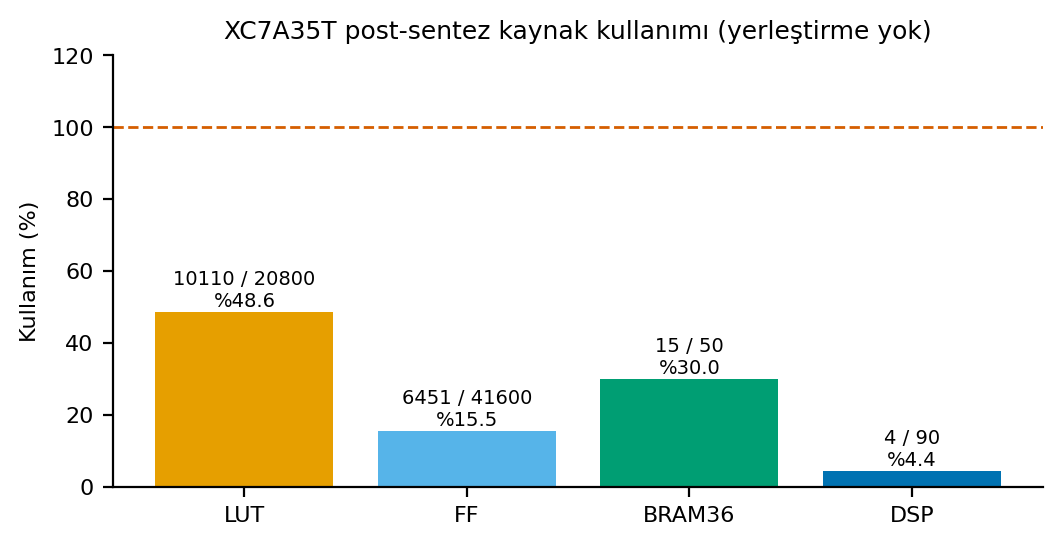 XC7A35T post-sentez kaynak kullanımı (yerleştirme yok)
Kullanım (%)
120
100
80
60
40
20
0
10110 / 20800
%48.6
6451 / 41600
%15.5
15 / 50
%30.0
4 / 90
%4.4
LUT
FF
BRAM36
DSP